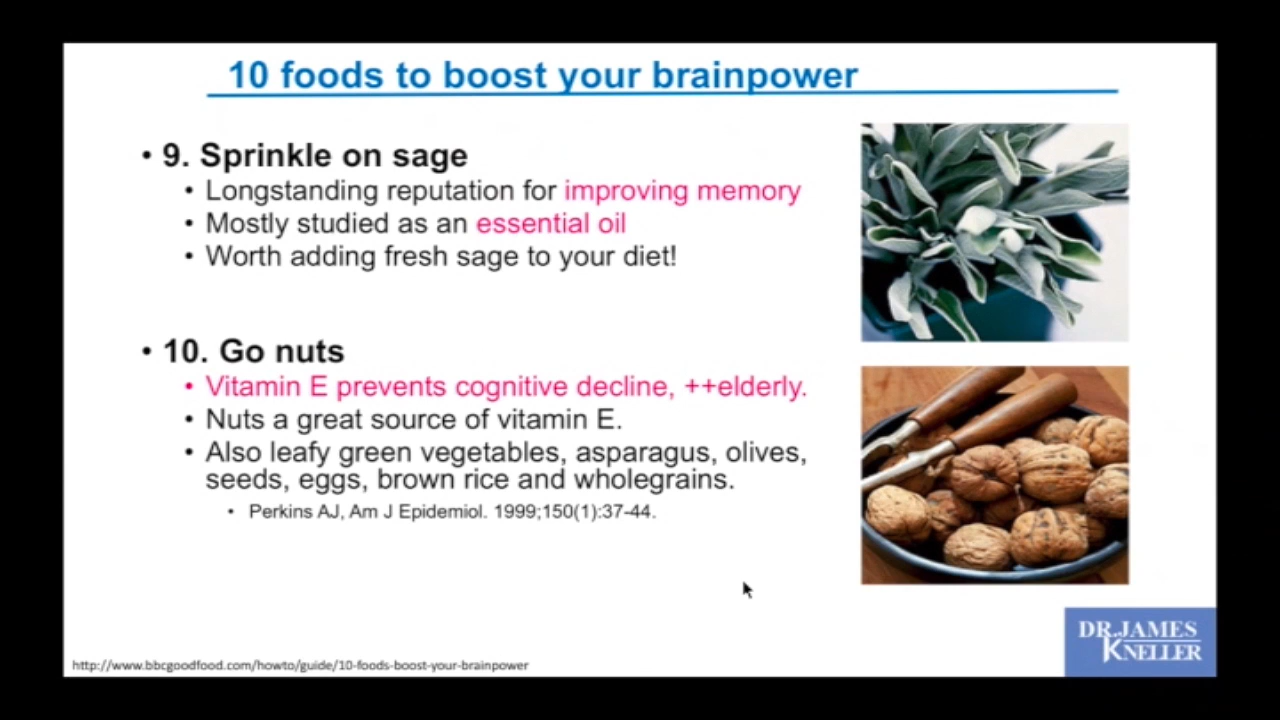 10 foods to boost your brainpower
• 9. Sprinkle on sage
• Longstanding reputation for improving memory
• Mostly studied as an essential oil
• Worth adding fresh sage to your diet!
• 10. Go nuts
• Vitamin E prevents cognitive decline, ++elderly.
• Nuts a great source of vitamin E.
• Also leafy green vegetables, asparagus, olives,
seeds, eggs, brown rice and wholegrains.
• Perkins AJ, Am J Epidemiol. 1999;150(1):37-44.
DR.JAMES
KNELLER
http://www.bbcgoodfood.com/howto/guide/10-foods-boost-your-brainpower